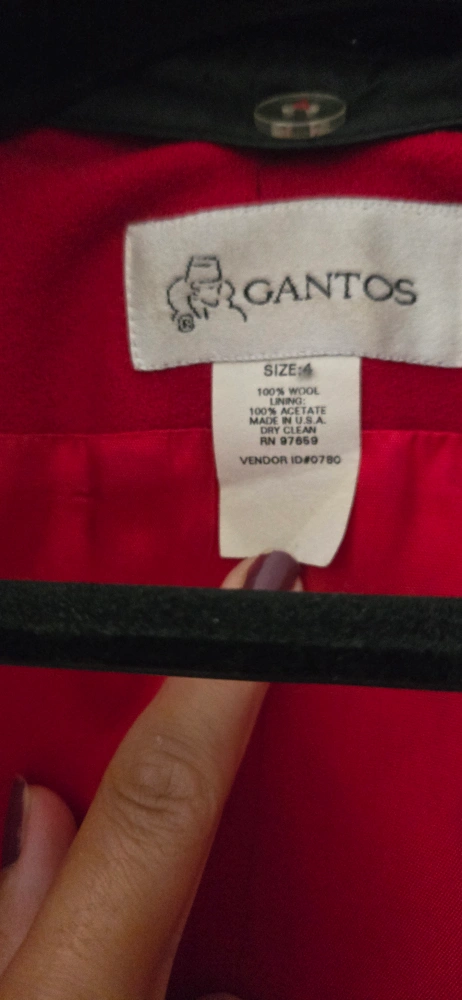 GANTOS
®
SIZE:4
100% WOOL
LINING:
100% ACETATE
MADE IN U.S.A.
DRY CLEAN
RN 97659
VENDOR ID#0780